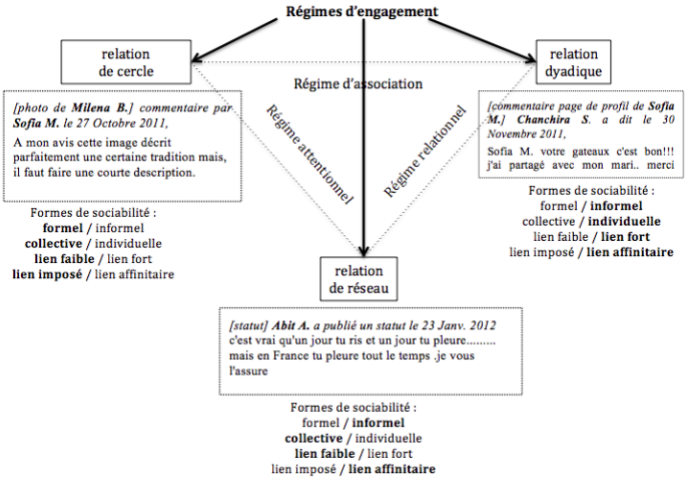 Régimes d'engagement
relation
de cercle
relation
dyadique
Régime d'association
Régime attentionnel
Régime relationnel
[photo de Milena B.] commentaire par
Sofia M. le 27 Octobre 2011,
A mon avis cette image décrit
parfaitement une certaine tradition mais,
il faut faire une courte description.
[commentaire page de profil de Sofia
M.] Chanchira S. a dit le 30
Novembre 2011,
Sofia M. votre gateaux c'est bon!!!
j'ai partagé avec mon mari.. merci
Formes de sociabilité :
formel / informel
collective / individuelle
lien faible / lien fort
lien imposé / lien affinitaire
Formes de sociabilité :
formel / informel
collective / individuelle
lien faible / lien fort
lien imposé / lien affinitaire
relation
de réseau
[statut] Abit A. a publié un statut le 23 Janv. 2012
c'est vrai qu'un jour tu ris et un jour tu pleure.........
mais en France tu pleure tout le temps .je vous
l'assure
Formes de sociabilité :
formel / informel
collective / individuelle
lien faible / lien fort
lien imposé / lien affinitaire